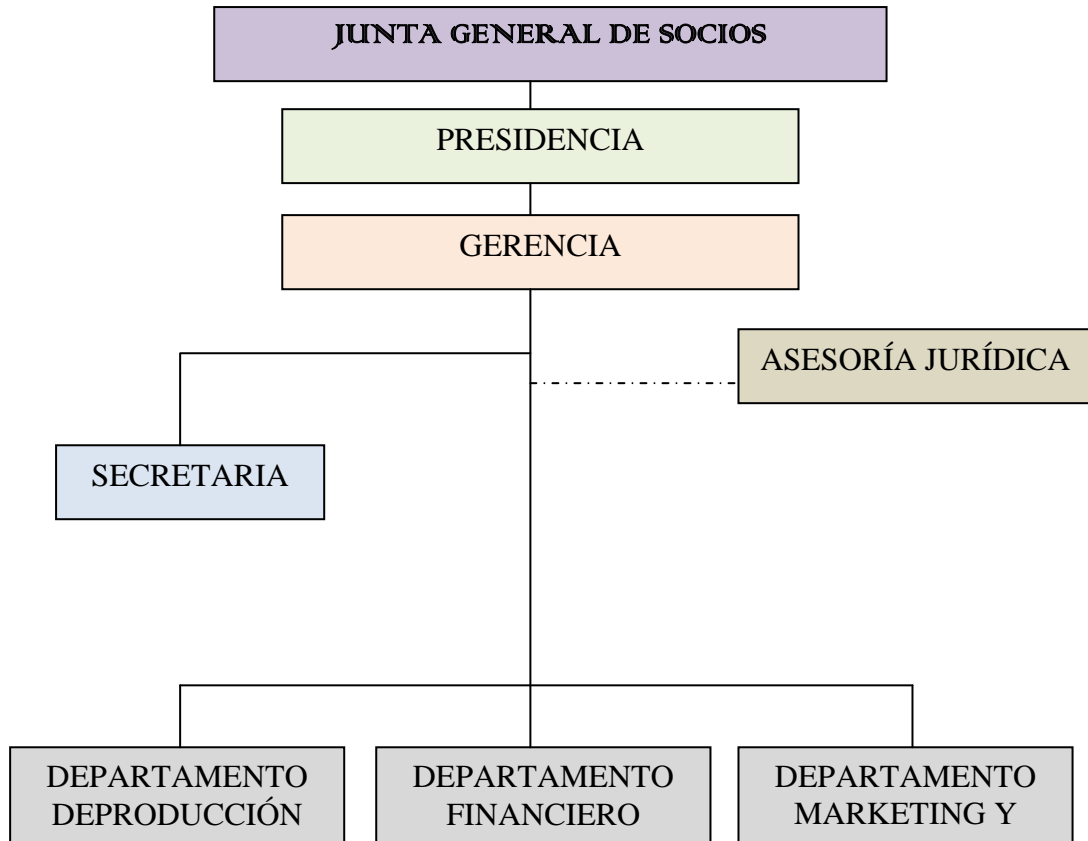 JUNTA GENERAL DE SOCIOS
PRESIDENCIA
GERENCIA
ASESORÍA JURÍDICA
SECRETARIA
DEPARTAMENTO
DEPRODUCCIÓN
DEPARTAMENTO
FINANCIERO
DEPARTAMENTO
MARKETING Y